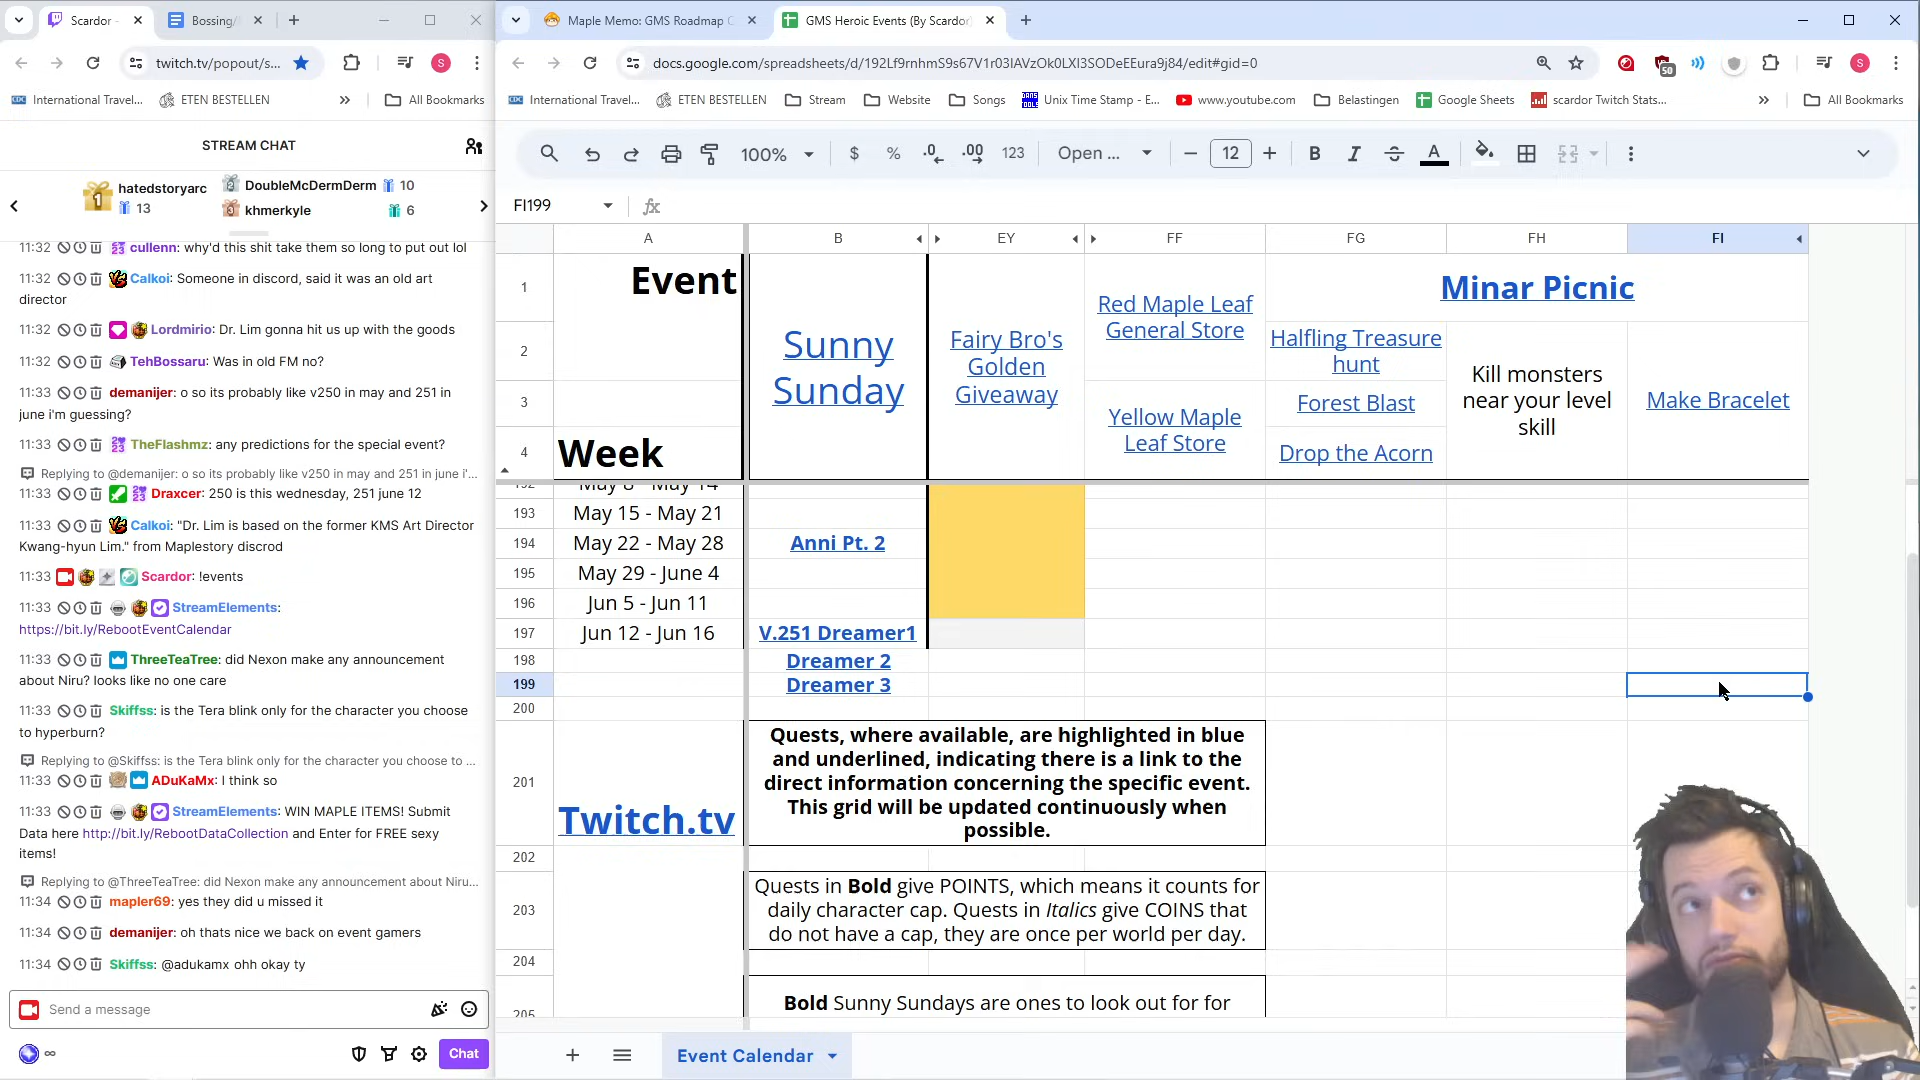 Scardor -
Bossing/
Maple Memo: GMS Roadmap
GMS Heroic Events (By Scardor
twitch.tv/popout/s...
S
docs.google.com/spreadsheets/d/192Lf9rnhmS9s67V1r03IAVzOk0LXI3SODeEEura9j84/edit#gid=0
50
S
International Travel...
ETEN BESTELLEN
All Bookmarks
International Travel...
ETEN BESTELLEN
Stream
Website
Songs
Unix Time Stamp - E...
www.youtube.com
Belastingen
Google Sheets
scardor Twitch Stats...
All Bookmarks
STREAM CHAT
hatedstoryarc
13
DoubleMcDermDerm 10
khmerkyle 6
11:32 cullenn: why'd this shit take them so long to put out lol
11:32 Calkoi: Someone in discord, said it was an old art
director
11:32 Lordmirio: Dr. Lim gonna hit us up with the goods
11:32 TehBossaru: Was in old FM no?
11:33 demanijer: o so its probably like v250 in may and 251 in
june i'm guessing?
11:33 TheFlashmz: any predictions for the special event?
Replying to @demanijer: o so its probably like v250 in may and 251 in june i'...
11:33 Draxcer: 250 is this wednesday, 251 june 12
11:33 Calkoi: "Dr. Lim is based on the former KMS Art Director
Kwang-hyun Lim." from Maplestory discrod
11:33 Scardor: !events
11:33 StreamElements:
https://bit.ly/RebootEventCalendar
11:33 ThreeTeaTree: did Nexon make any announcement
about Niru? looks like no one care
11:33 Skiffss: is the Tera blink only for the character you choose
to hyperburn?
Replying to @Skiffss: is the Tera blink only for the character you choose to ...
11:33 ADuKaMx: I think so
11:33 StreamElements: WIN MAPLE ITEMS! Submit
Data here http://bit.ly/RebootDataCollection and Enter for FREE sexy
items!
Replying to @ThreeTeaTree: did Nexon make any announcement about Niru...
11:34 mapler69: yes they did u missed it
11:34 demanijer: oh thats nice we back on event gamers
11:34 Skiffss: @adukamx ohh okay ty
Send a message
Chat
100%
$ % .0 .00 123
Open ...
12
B I A
FI199
fx
A B EY FF FG FH FI
1 Event
2
3
4 Week
Sunny
Sunday
Fairy Bro's
Golden
Giveaway
Red Maple Leaf
General Store
Yellow Maple
Leaf Store
Minar Picnic
Halfling Treasure
hunt
Forest Blast
Drop the Acorn
Kill monsters
near your level
skill
Make Bracelet
192 May 8 - May 14
193 May 15 - May 21
194 May 22 - May 28 Anni Pt. 2
195 May 29 - June 4
196 Jun 5 - Jun 11
197 Jun 12 - Jun 16 V.251 Dreamer1
198 Dreamer 2
199 Dreamer 3
200
201 Twitch.tv
Quests, where available, are highlighted in blue
and underlined, indicating there is a link to the
direct information concerning the specific event.
This grid will be updated continuously when
possible.
202
203
Quests in Bold give POINTS, which means it counts for
daily character cap. Quests in Italics give COINS that
do not have a cap, they are once per world per day.
204
205 Bold Sunny Sundays are ones to look out for for
Event Calendar